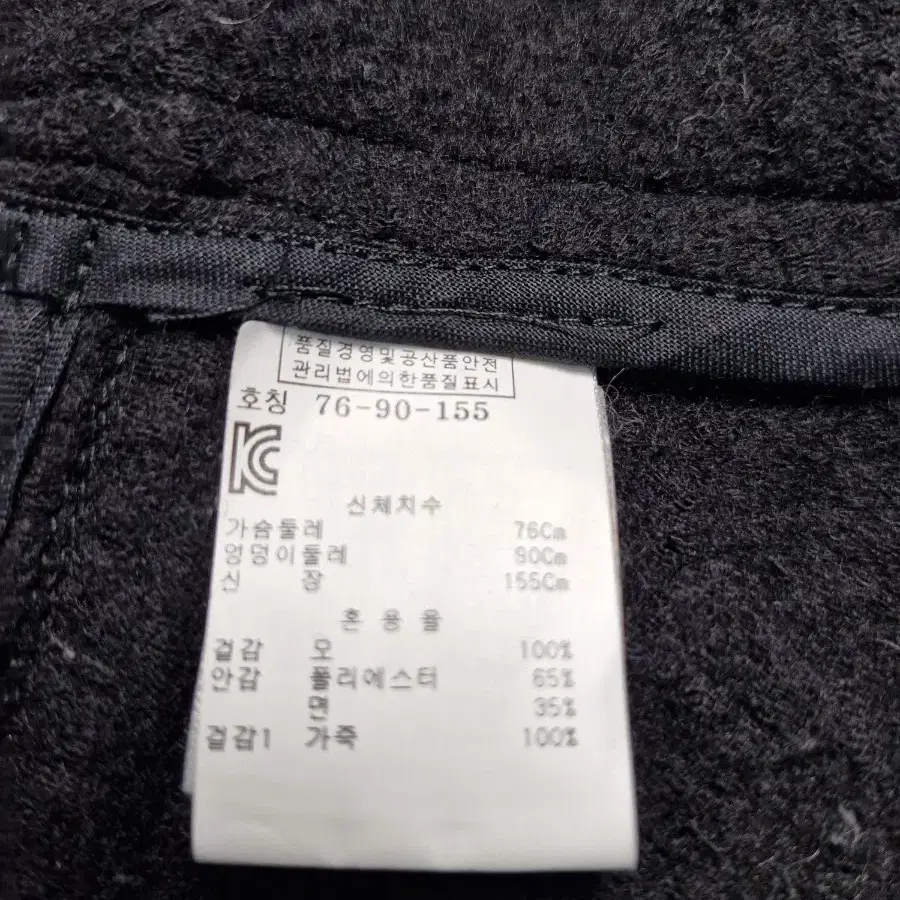 품질경영및공산품안전
관리법에의한품질표시
호칭 76-90-155
KC
신체치수
가슴둘레 76Cm
엉덩이둘레 90Cm
신 장 155Cm
혼 용 율
겉감 모 100%
안감 폴리에스터 65%
면 35%
겉감1 가죽 100%